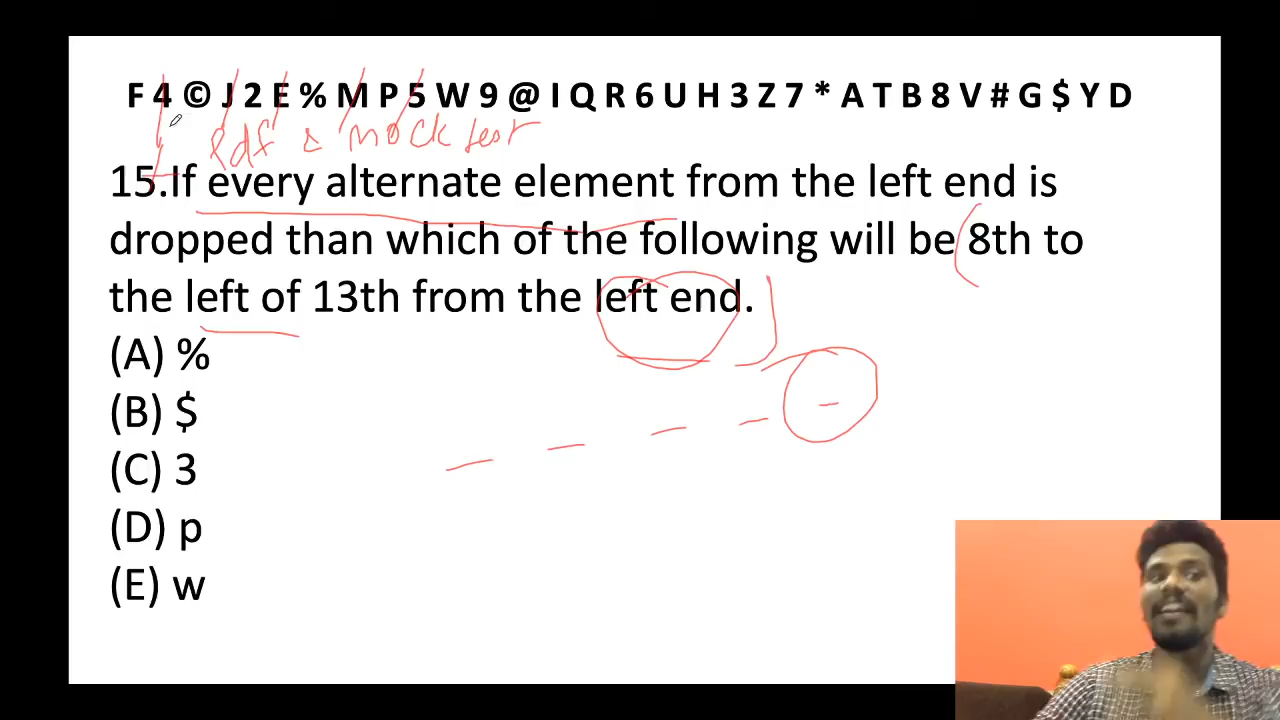 F 4 © J 2 E % M P 5 W 9 @ I Q R 6 U H 3 Z 7 * A T B 8 V # G $ Y D
Pdf & mock test
15.If every alternate element from the left end is
dropped than which of the following will be 8th to
the left of 13th from the left end.
(A) %
(B) $
(C) 3
(D) p
(E) w